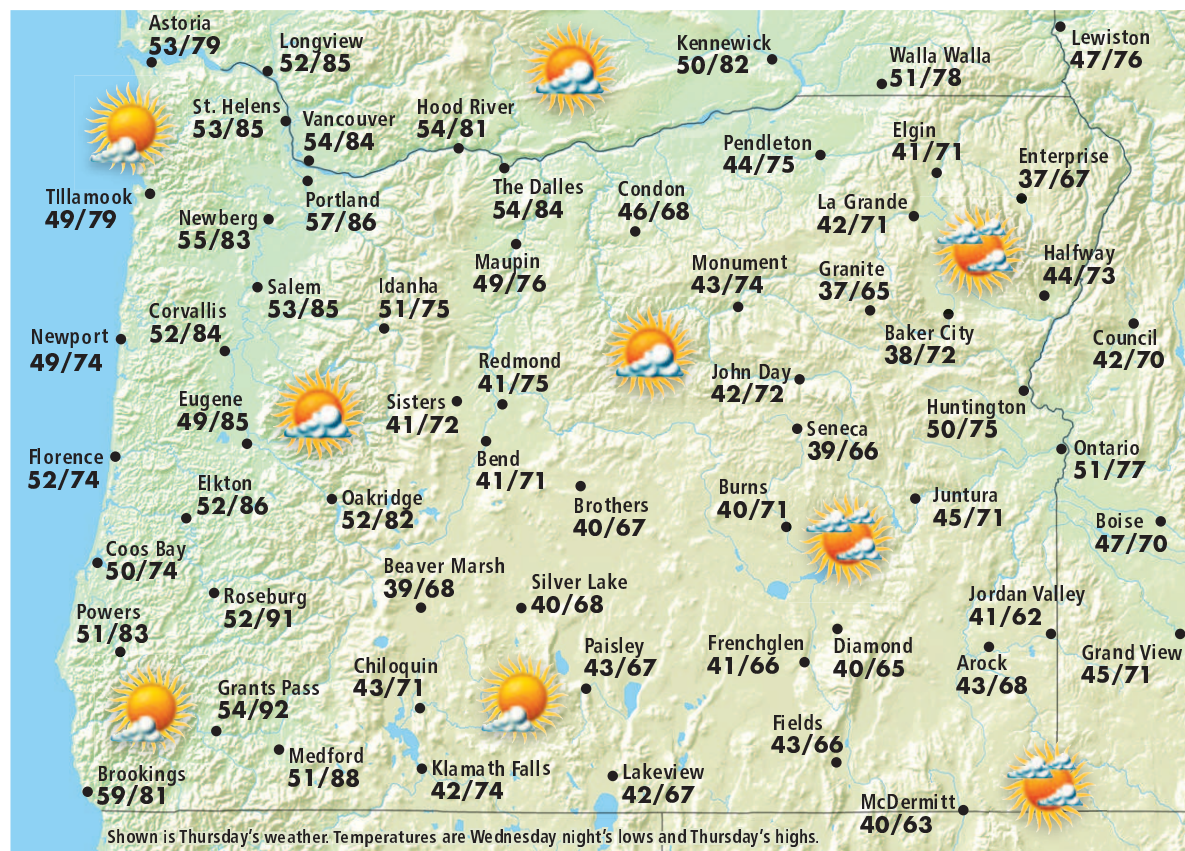 Astoria
53/79
Longview
52/85
Kennewick
50/82
Walla Walla
51/78
Lewiston
47/76
St. Helens
53/85
Vancouver
54/84
Hood River
54/81
Pendleton
44/75
Elgin
41/71
Enterprise
37/67
TIllamook
49/79
Newberg
55/83
Portland
57/86
The Dalles
54/84
Condon
46/68
La Grande
42/71
Maupin
49/76
Monument
43/74
Granite
37/65
Halfway
44/73
Salem
53/85
Idanha
51/75
Corvallis
52/84
Newport
49/74
Baker City
38/72
Council
42/70
Redmond
41/75
John Day
42/72
Eugene
49/85
Sisters
41/72
Huntington
50/75
Seneca
39/66
Ontario
51/77
Florence
52/74
Bend
41/71
Elkton
52/86
Oakridge
52/82
Brothers
40/67
Burns
40/71
Juntura
45/71
Boise
47/70
Coos Bay
50/74
Beaver Marsh
39/68
Silver Lake
40/68
Roseburg
52/91
Jordan Valley
41/62
Powers
51/83
Paisley
43/67
Frenchglen
41/66
Diamond
40/65
Arock
43/68
Grand View
45/71
Chiloquin
43/71
Grants Pass
54/92
Fields
43/66
Medford
51/88
Klamath Falls
42/74
Lakeview
42/67
Brookings
59/81
McDermitt
40/63
Shown is Thursday's weather. Temperatures are Wednesday night's lows and Thursday's highs.